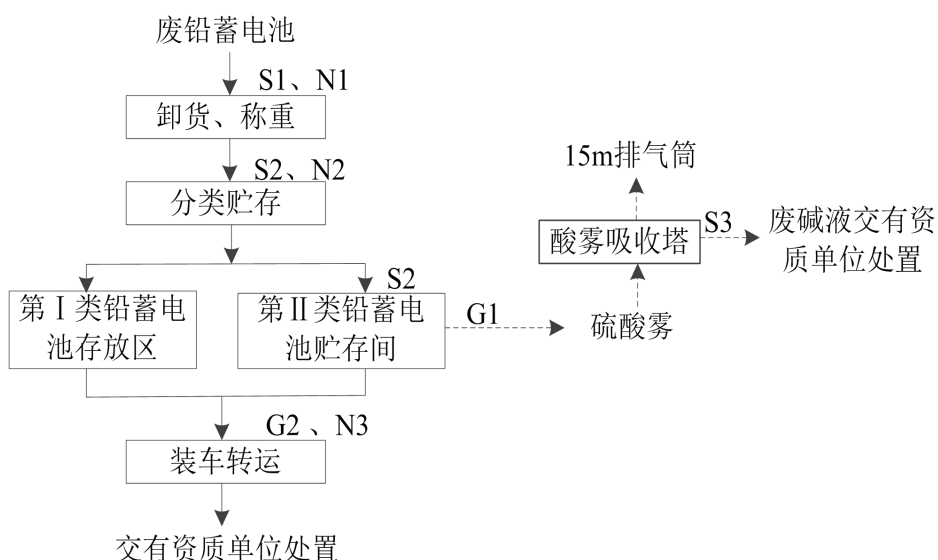 废铅蓄电池
S1、N1
卸货、称重
S2、N2
分类贮存
第Ⅰ类铅蓄电
池存放区
S2
第Ⅱ类铅蓄电
池贮存间
G1
硫酸雾
酸雾吸收塔
15m排气筒
S3
废碱液交有资
质单位处置
G2 、N3
装车转运
交有资质单位处置